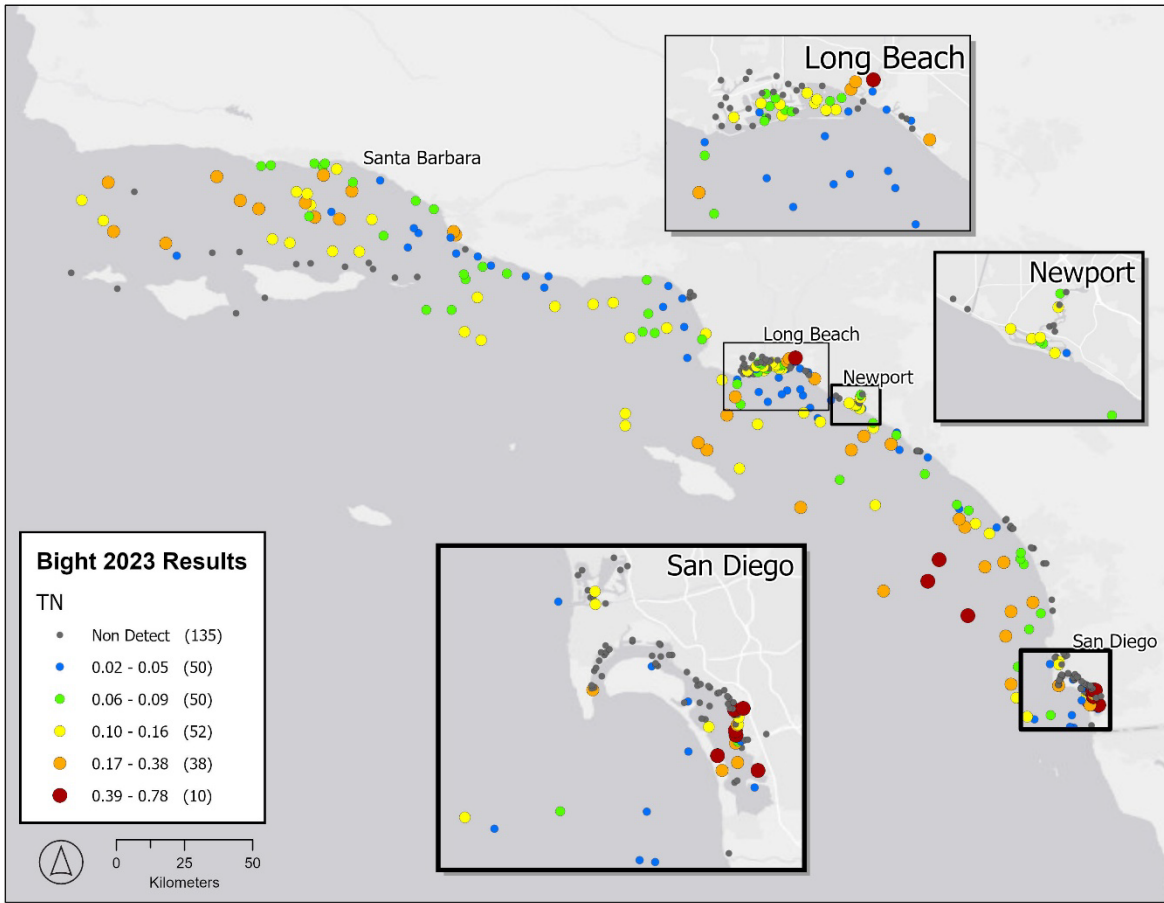 Long Beach
Santa Barbara
Newport
Long Beach
Newport
San Diego
San Diego
Bight 2023 Results
TN
Non Detect (135)
0.02 - 0.05 (50)
0.06 - 0.09 (50)
0.10 - 0.16 (52)
0.17 - 0.38 (38)
0.39 - 0.78 (10)
0 25 50
Kilometers